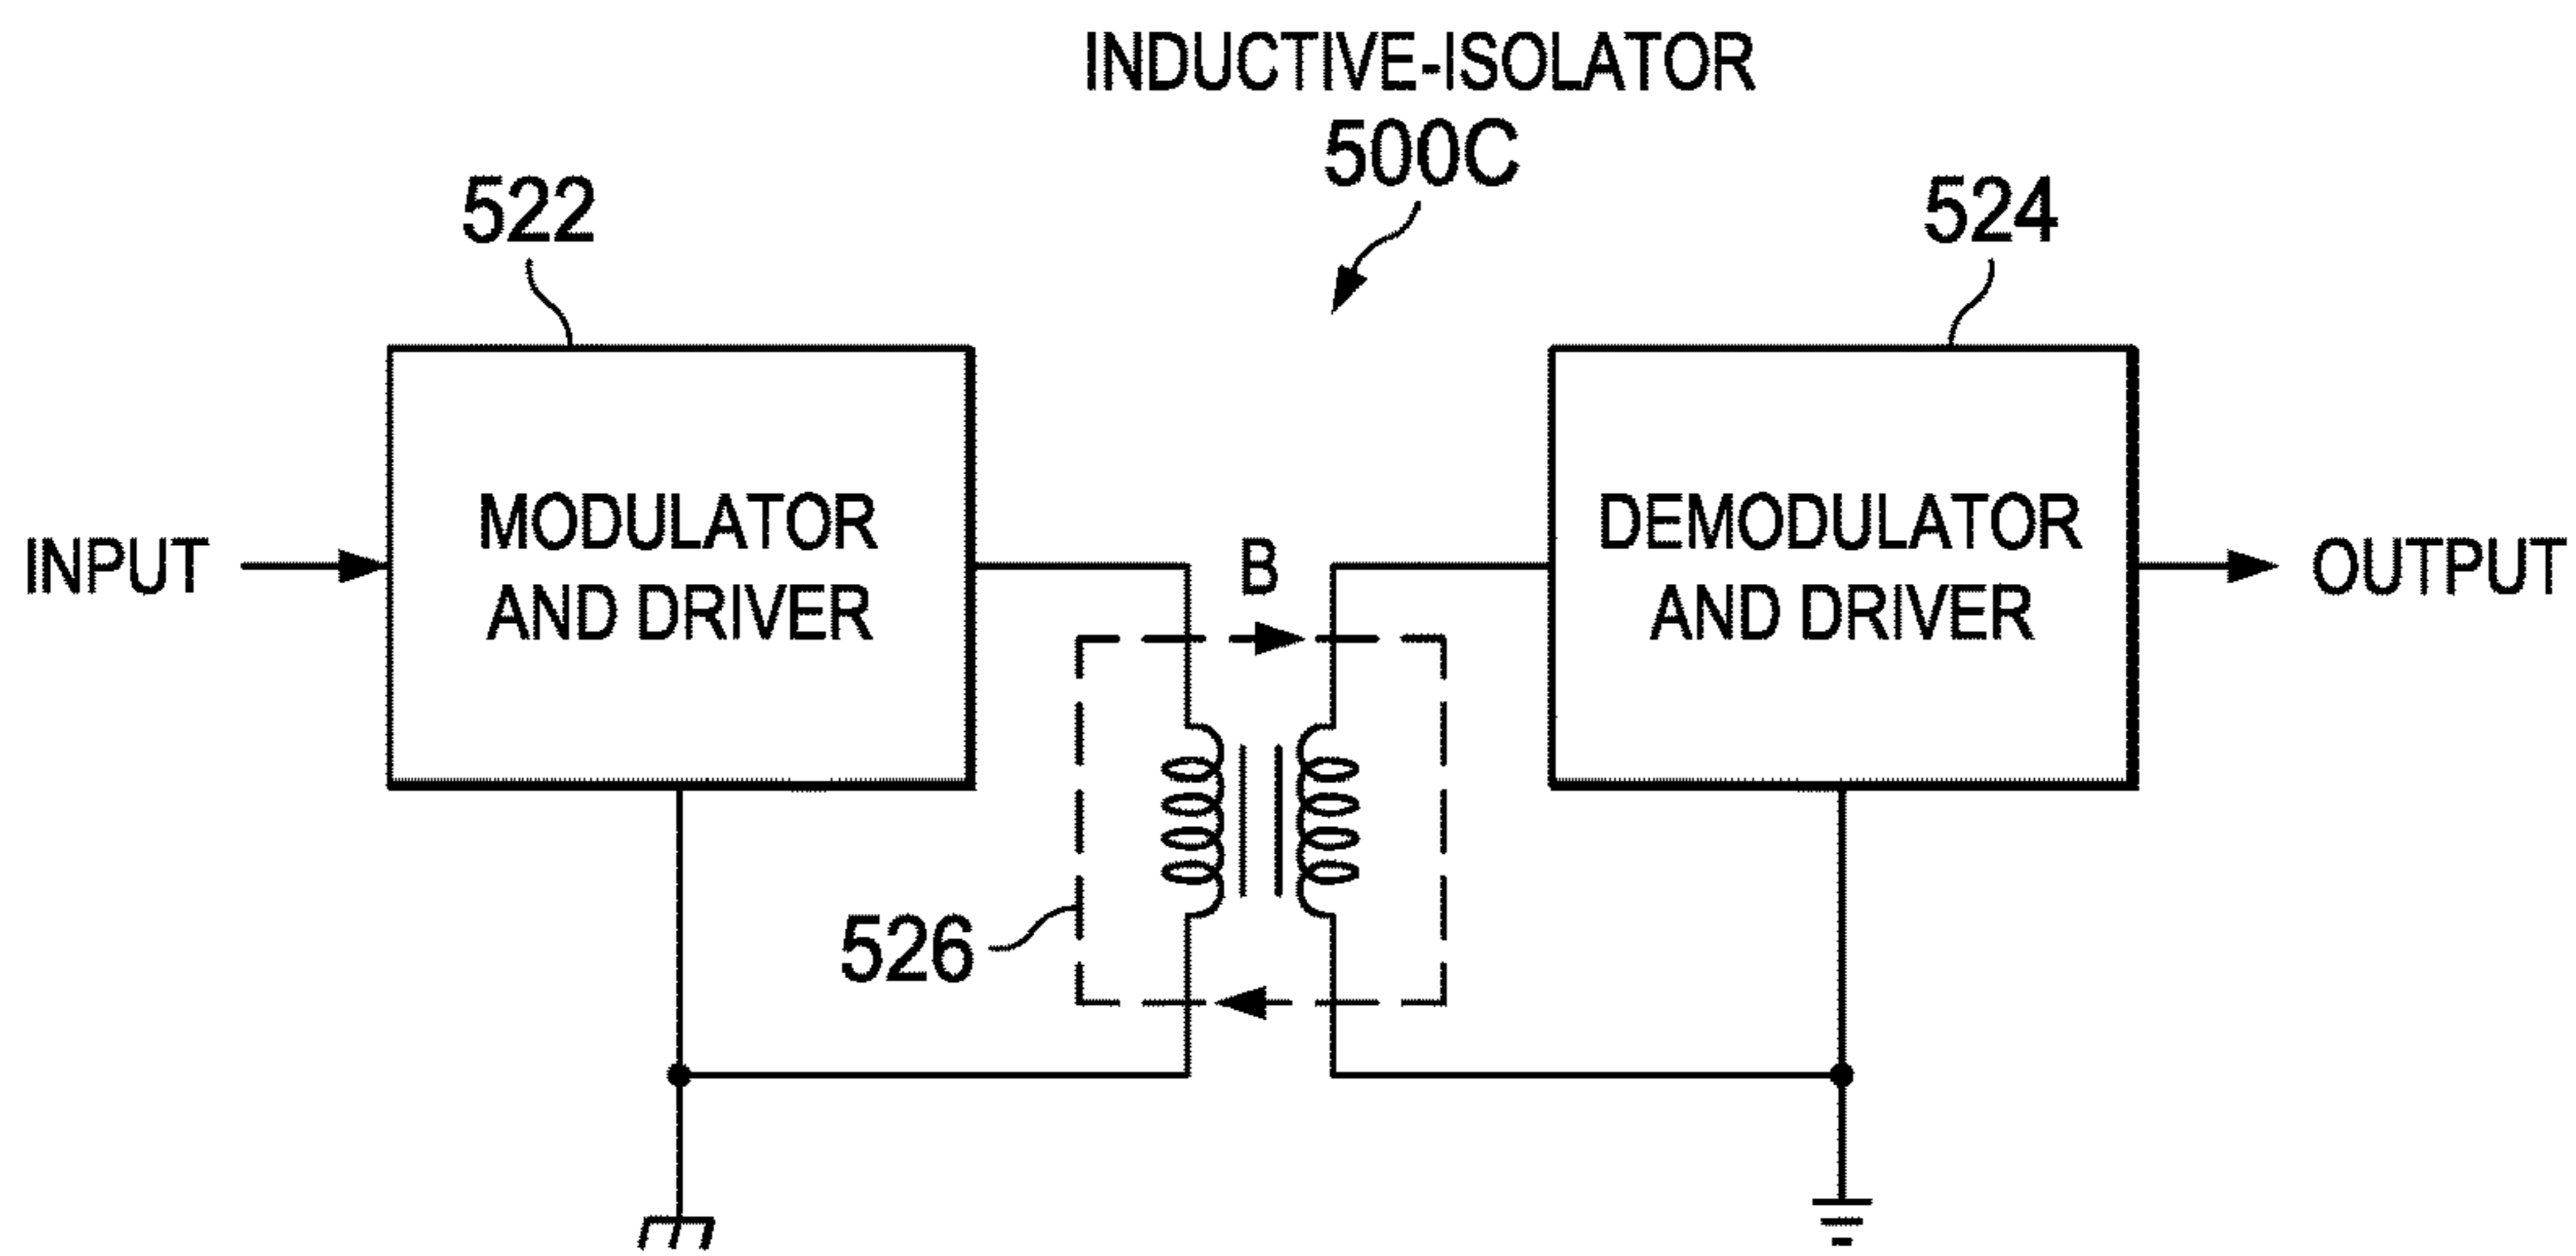 INDUCTIVE-ISOLATOR
500C
522
524
INPUT
MODULATOR
AND DRIVER
B
DEMODULATOR
AND DRIVER
OUTPUT
526